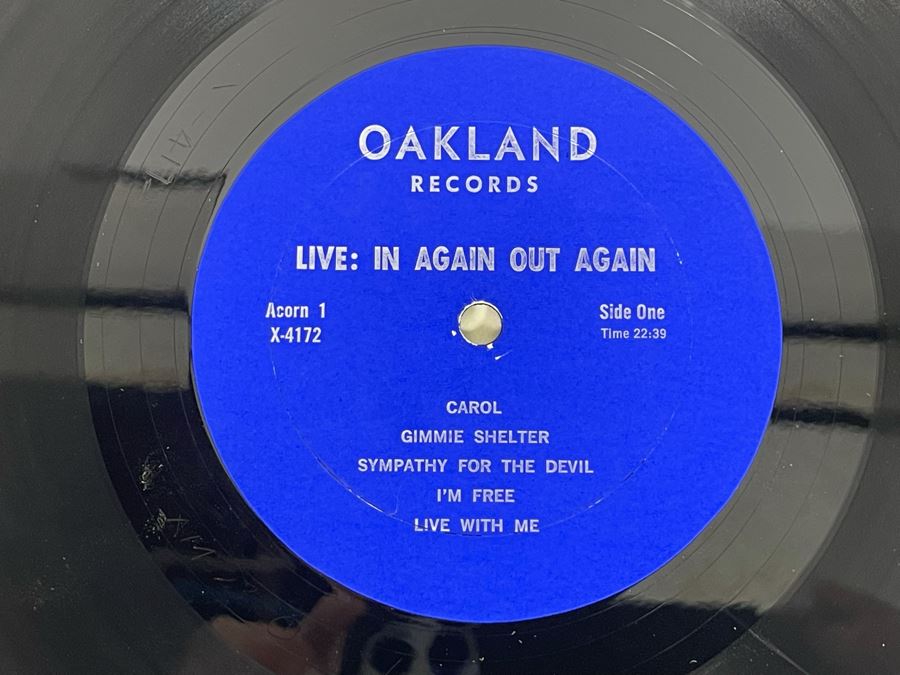 OAKLAND
RECORDS
LIVE: IN AGAIN OUT AGAIN
Acorn 1
Side One
X-4172
Time 22:39
CAROL
GIMMIE SHELTER
SYMPATHY FOR THE DEVIL
I'M FREE
LIVE WITH ME